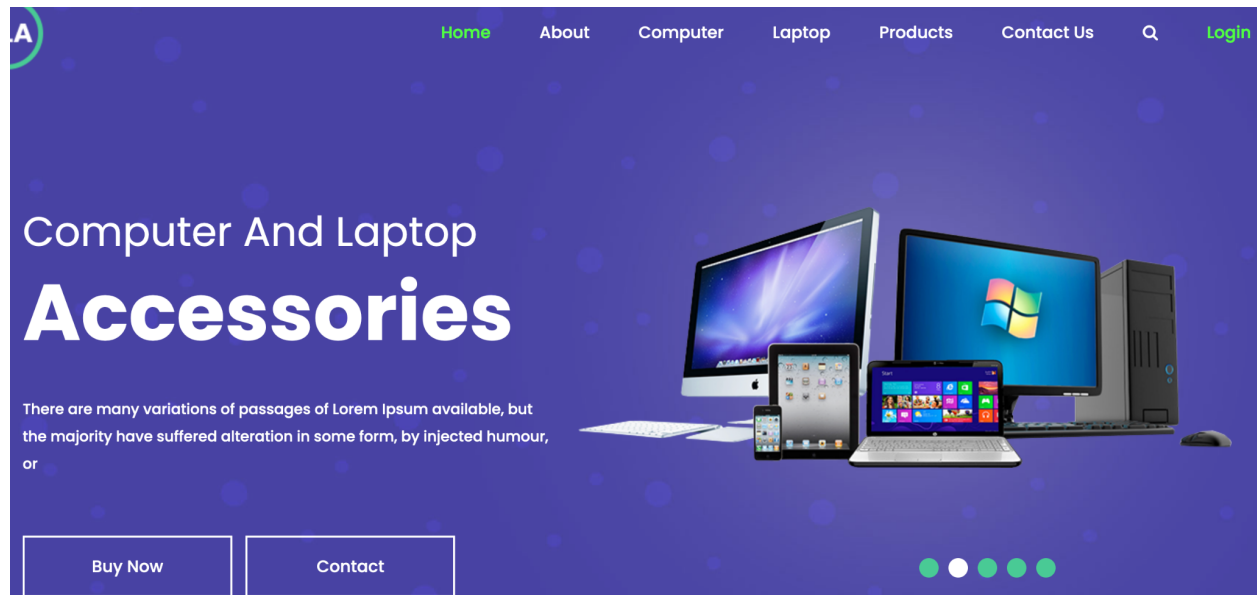 .A
Home About Computer Laptop Products Contact Us Login
Computer And Laptop
Accessories
There are many variations of passages of Lorem Ipsum available, but
the majority have suffered alteration in some form, by injected humour,
or
Start
Buy Now Contact